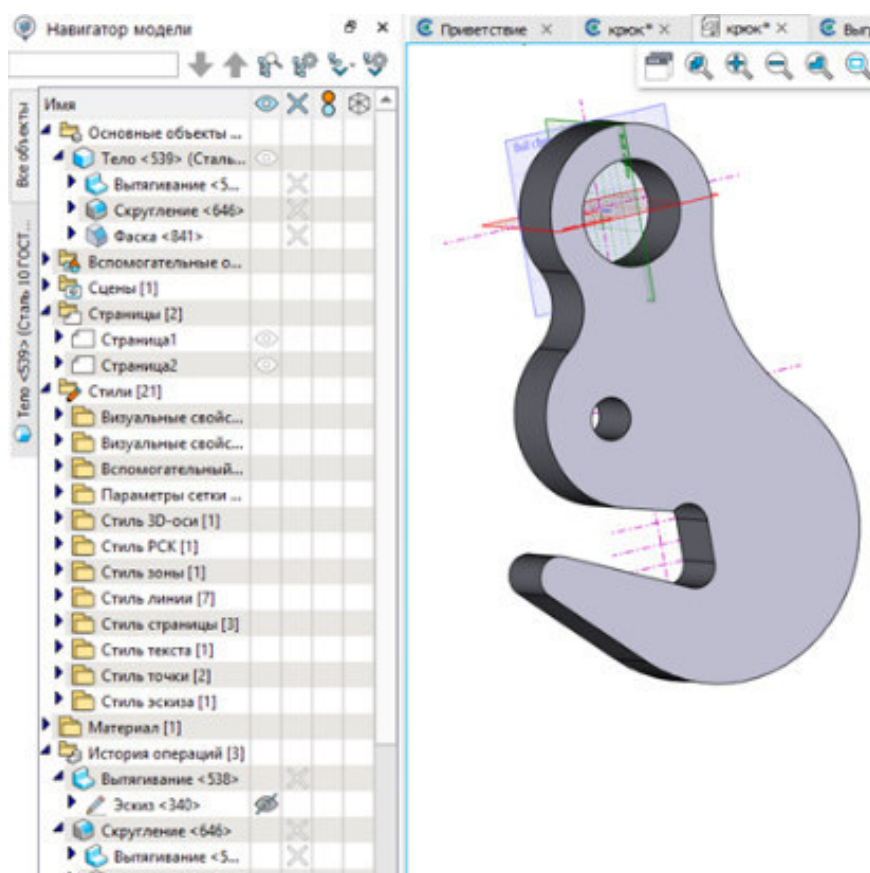 Навигатор модели
Приветствие
крюк*
крюк*
Выт
Имя
Основные объекты ...
Тело <539> (Сталь...
Вытягивание <5...
Скругление <646>
Фаска <841>
Вспомогательные о...
Сцены [1]
Страницы [2]
Страница1
Страница2
Стили [21]
Визуальные свойс...
Визуальные свойс...
Вспомогательный...
Параметры сетки ...
Стиль 3D-оси [1]
Стиль РСК [1]
Стиль зоны [1]
Стиль линии [7]
Стиль страницы [3]
Стиль текста [1]
Стиль точки [2]
Стиль эскиза [1]
Материал [1]
История операций [3]
Вытягивание <538>
Эскиз <340>
Скругление <646>
Вытягивание <5...
Все объекты
Тело <539> (Сталь 10 ГОСТ...